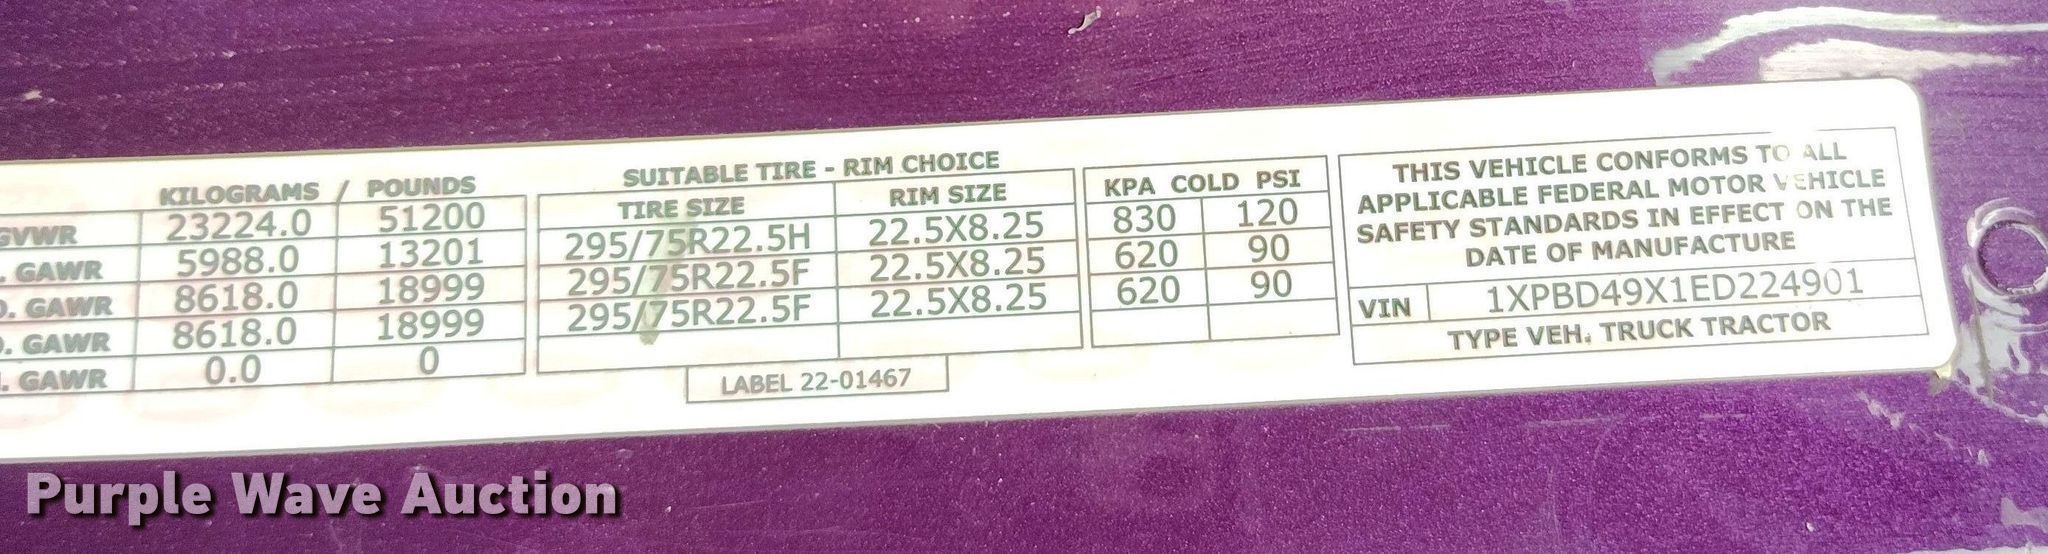 KILOGRAMS / POUNDS
GVWR 23224.0 51200
. GAWR 5988.0 13201
. GAWR 8618.0 18999
. GAWR 8618.0 18999
. GAWR 0.0 0
SUITABLE TIRE - RIM CHOICE
TIRE SIZE RIM SIZE
295/75R22.5H 22.5X8.25
295/75R22.5F 22.5X8.25
295/75R22.5F 22.5X8.25
LABEL 22-01467
KPA COLD PSI
830 120
620 90
620 90
THIS VEHICLE CONFORMS TO ALL
APPLICABLE FEDERAL MOTOR VEHICLE
SAFETY STANDARDS IN EFFECT ON THE
DATE OF MANUFACTURE
VIN 1XPBD49X1ED224901
TYPE VEH. TRUCK TRACTOR
Purple Wave Auction